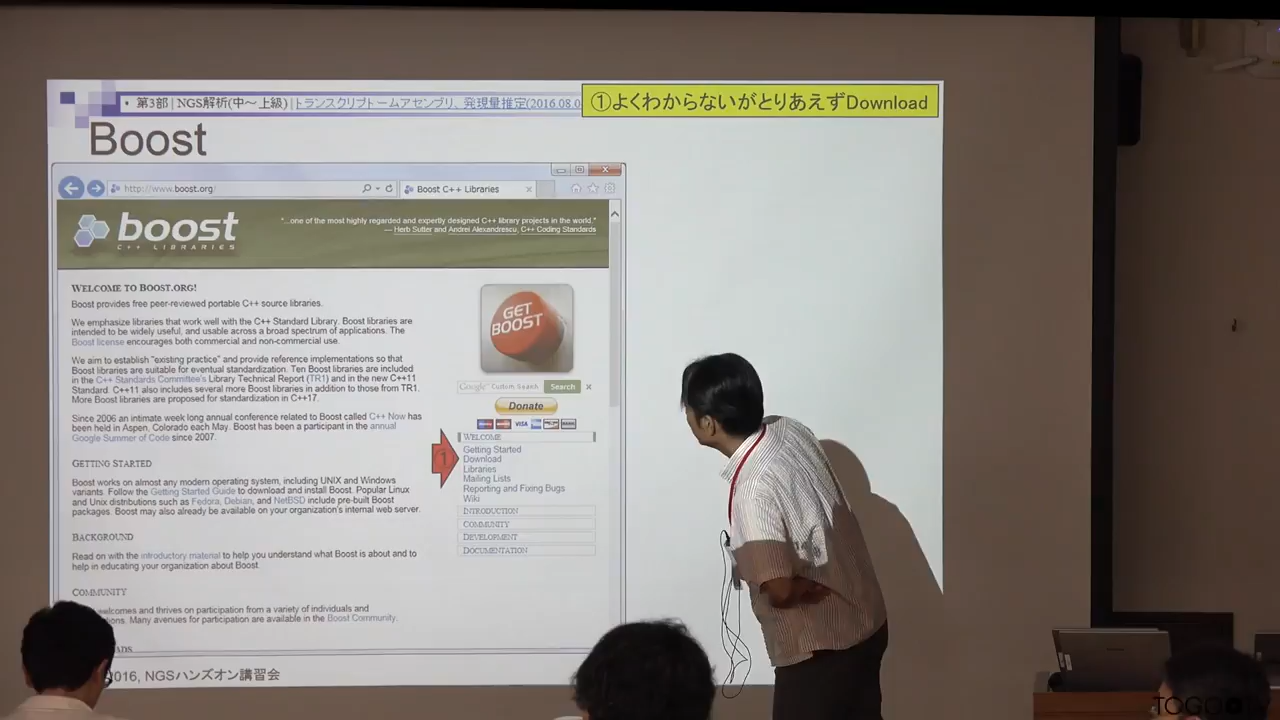 • 第3部 | NGS解析(中～上級) | トランスクリプトームアセンブリ、発現量推定(2016.08.0
①よくわからないがとりあえずDownload
Boost
http://www.boost.org/
Boost C++ Libraries
boost
C++ LIBRARIES
"...one of the most highly regarded and expertly designed C++ library projects in the world."
— Herb Sutter and Andrei Alexandrescu, C++ Coding Standards
WELCOME TO BOOST.ORG!
Boost provides free peer-reviewed portable C++ source libraries.
We emphasize libraries that work well with the C++ Standard Library. Boost libraries are
intended to be widely useful, and usable across a broad spectrum of applications. The
Boost license encourages both commercial and non-commercial use.
We aim to establish "existing practice" and provide reference implementations so that
Boost libraries are suitable for eventual standardization. Ten Boost libraries are included
in the C++ Standards Committee's Library Technical Report (TR1) and in the new C++11
Standard. C++11 also includes several more Boost libraries in addition to those from TR1.
More Boost libraries are proposed for standardization in C++17.
Since 2006 an intimate week long annual conference related to Boost called C++ Now has
been held in Aspen, Colorado each May. Boost has been a participant in the annual
Google Summer of Code since 2007.
GETTING STARTED
Boost works on almost any modern operating system, including UNIX and Windows
variants. Follow the Getting Started Guide to download and install Boost. Popular Linux
and Unix distributions such as Fedora, Debian, and NetBSD include pre-built Boost
packages. Boost may also already be available on your organization's internal web server.
BACKGROUND
Read on with the introductory material to help you understand what Boost is about and to
help in educating your organization about Boost.
COMMUNITY
welcomes and thrives on participation from a variety of individuals and
Many avenues for participation are available in the Boost Community.
ADS
GET
BOOST
Google Custom Search
Search
Donate
VISA
WELCOME
①
Getting Started
Download
Libraries
Mailing Lists
Reporting and Fixing Bugs
Wiki
INTRODUCTION
COMMUNITY
DEVELOPMENT
DOCUMENTATION
2016, NGSハンズオン講習会